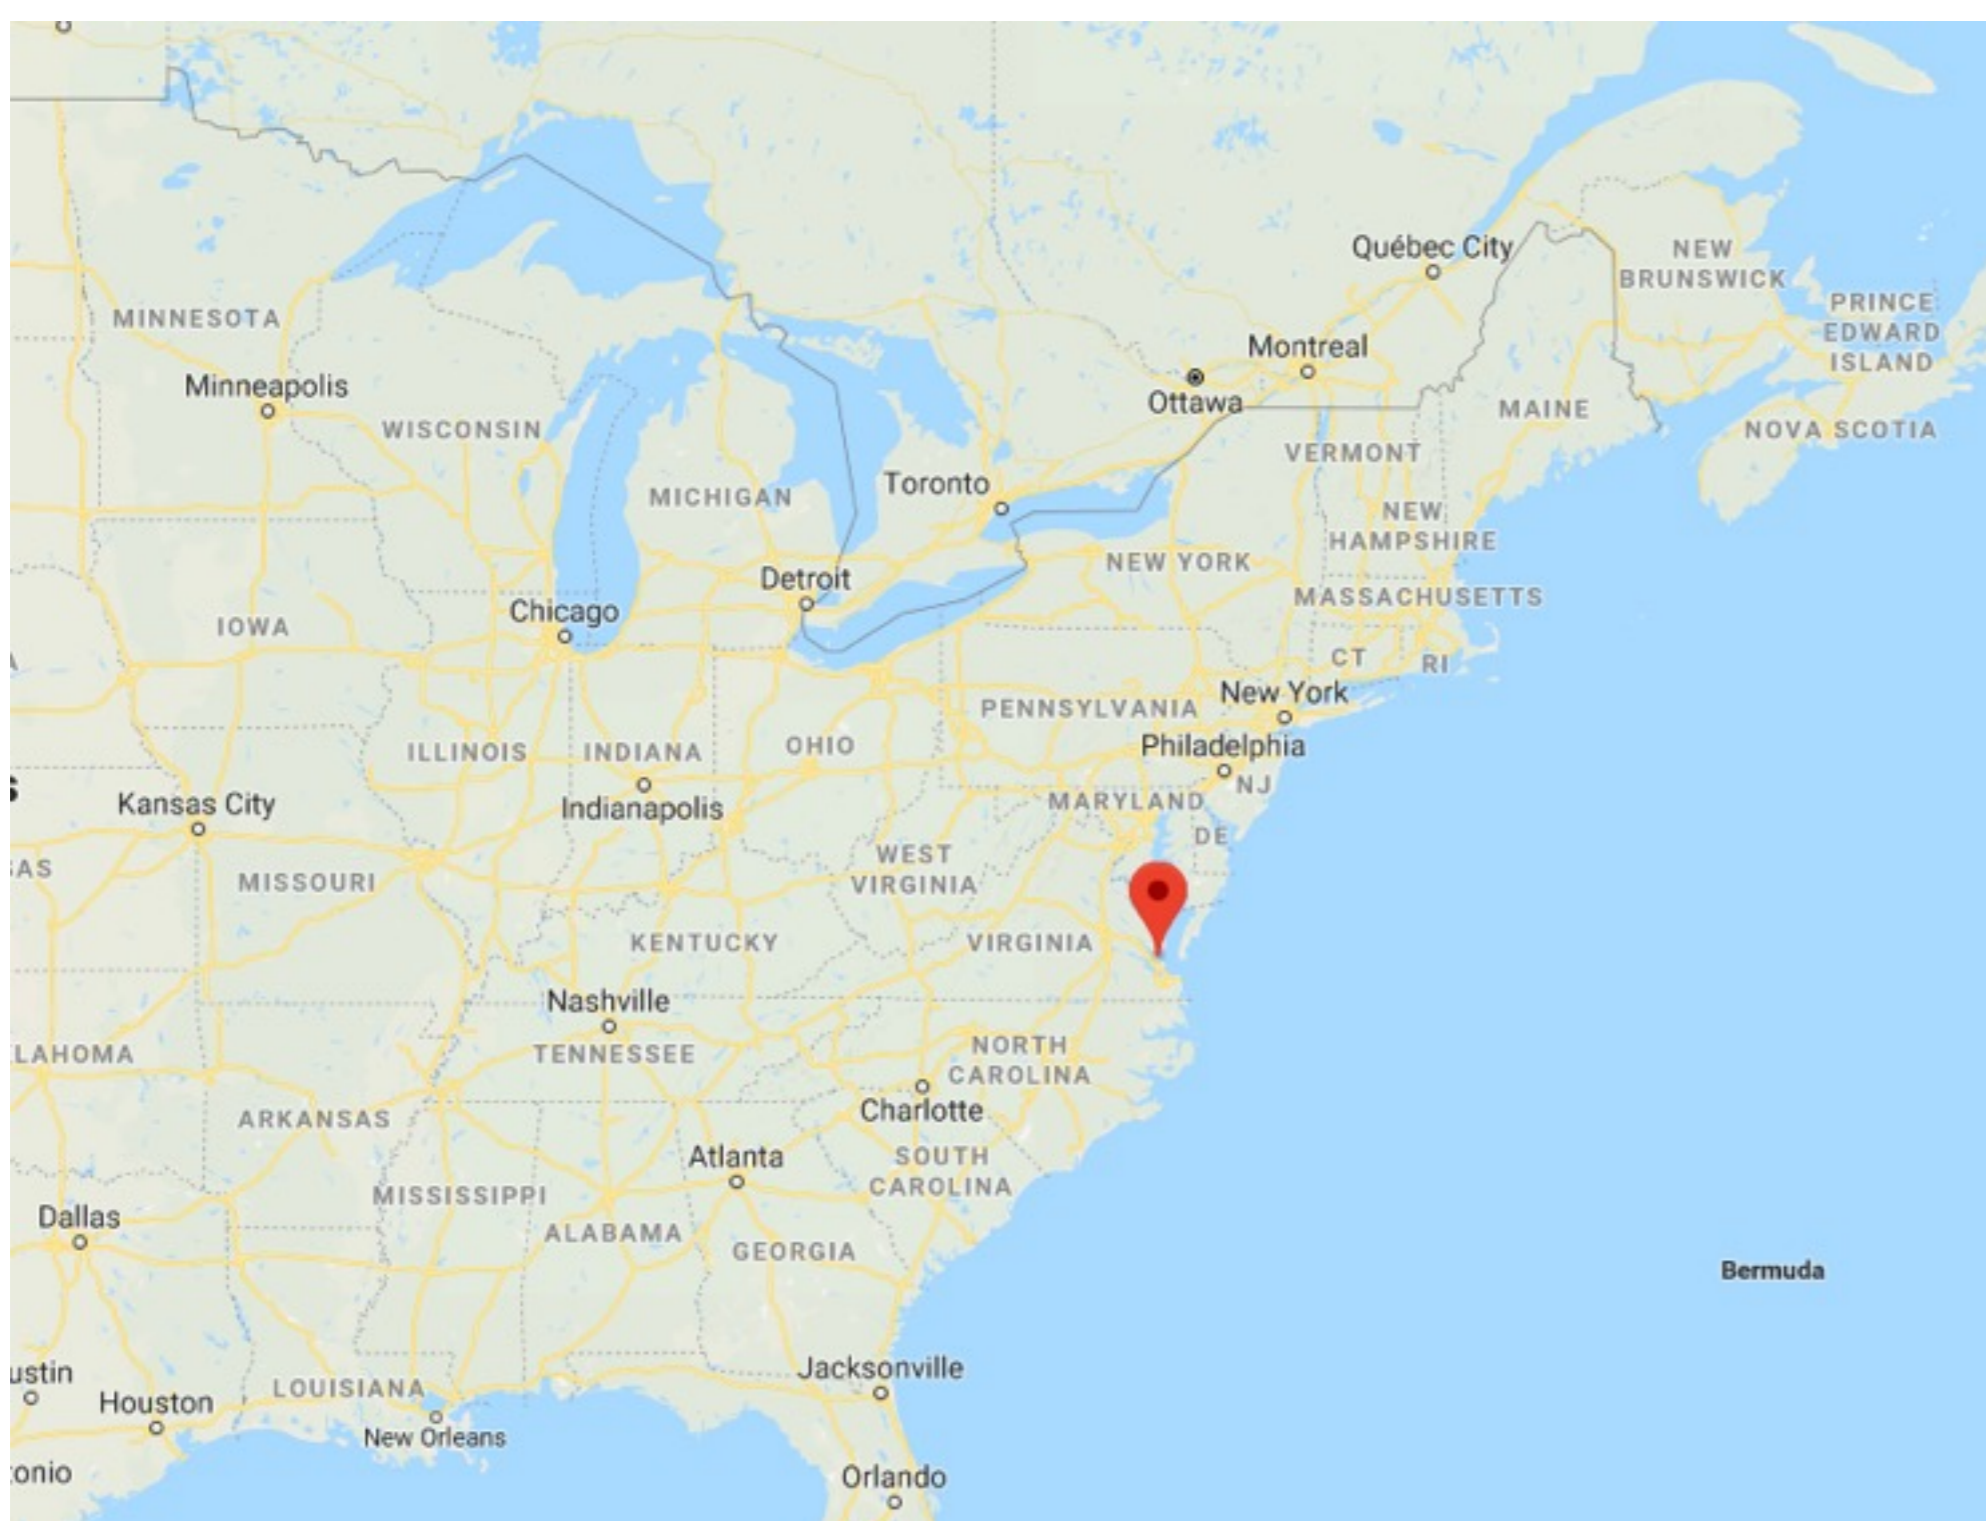 Québec City
NEW
BRUNSWICK
PRINCE
EDWARD
ISLAND
MINNESOTA
Montreal
Minneapolis
Ottawa
MAINE
WISCONSIN
NOVA SCOTIA
VERMONT
Toronto
MICHIGAN
NEW
HAMPSHIRE
NEW YORK
Detroit
MASSACHUSETTS
Chicago
IOWA
CT
RI
New York
PENNSYLVANIA
ILLINOIS
INDIANA
OHIO
Philadelphia
NJ
Kansas City
Indianapolis
MARYLAND
DE
WEST
VIRGINIA
AS
MISSOURI
KENTUCKY
VIRGINIA
Nashville
TENNESSEE
LAHOMA
NORTH
CAROLINA
Charlotte
ARKANSAS
Atlanta
SOUTH
CAROLINA
MISSISSIPPI
Dallas
ALABAMA
GEORGIA
Bermuda
Jacksonville
ustin
LOUISIANA
Houston
New Orleans
onio
Orlando